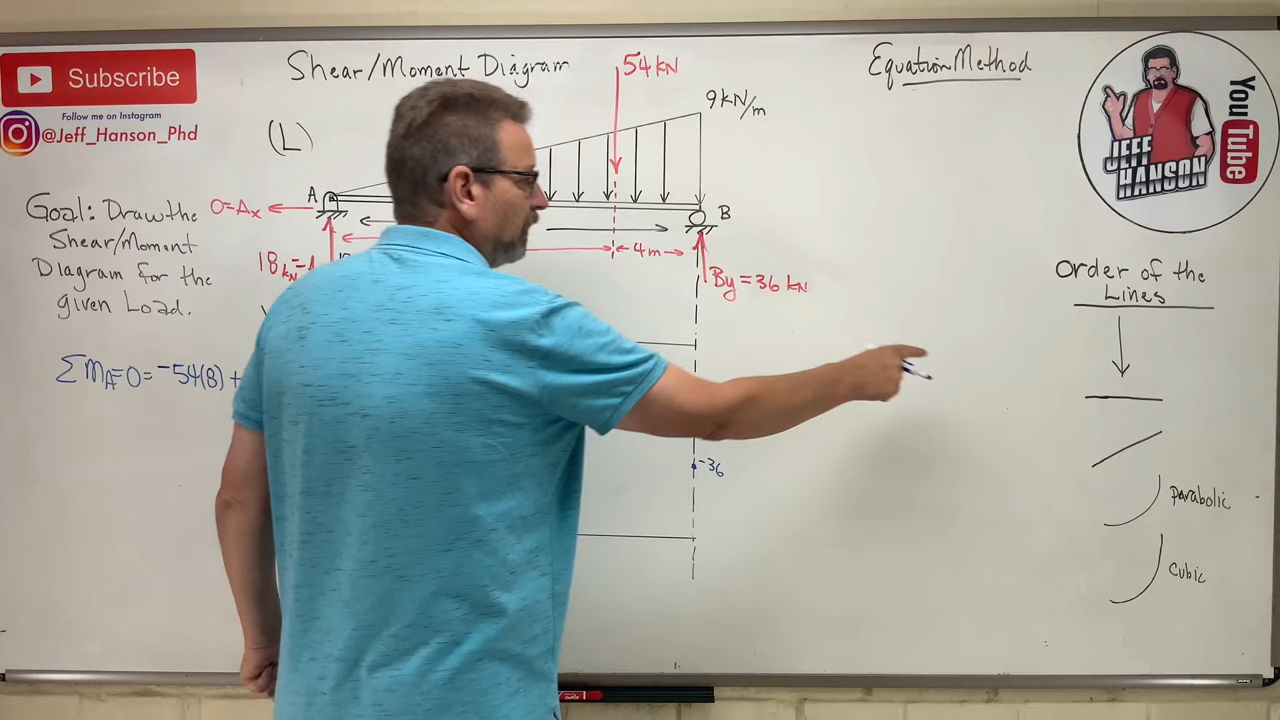 Subscribe
Follow me on Instagram
@Jeff_Hanson_Phd
Shear/Moment Diagram
54 kN
Equation Method
9 kN/m
YouTube
JEFF
HANSON
(L)
A
0=Ax
B
4 m
18 kN =
By = 36 kN
Goal: Draw the
Shear/Moment
Diagram for the
given Load.
ΣMA=0= -54(8) +
-36
Order of the
Lines
parabolic
Cubic